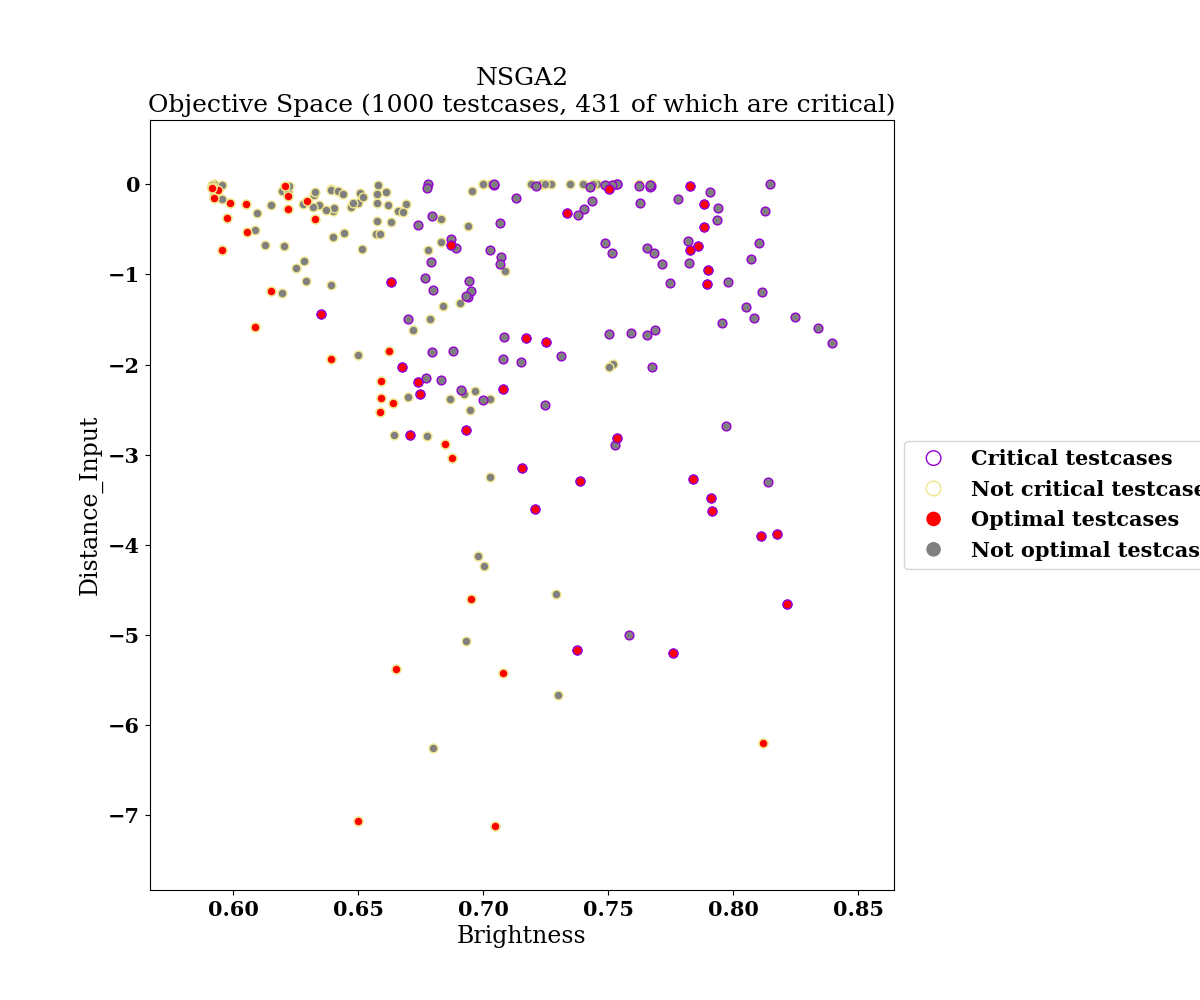 NSGA2
Objective Space (1000 testcases, 431 of which are critical)
0
−1
−2
−3
−4
−5
−6
−7
Distance_Input
0.60 0.65 0.70 0.75 0.80 0.85
Brightness
Critical testcases
Not critical testcase
Optimal testcases
Not optimal testcas